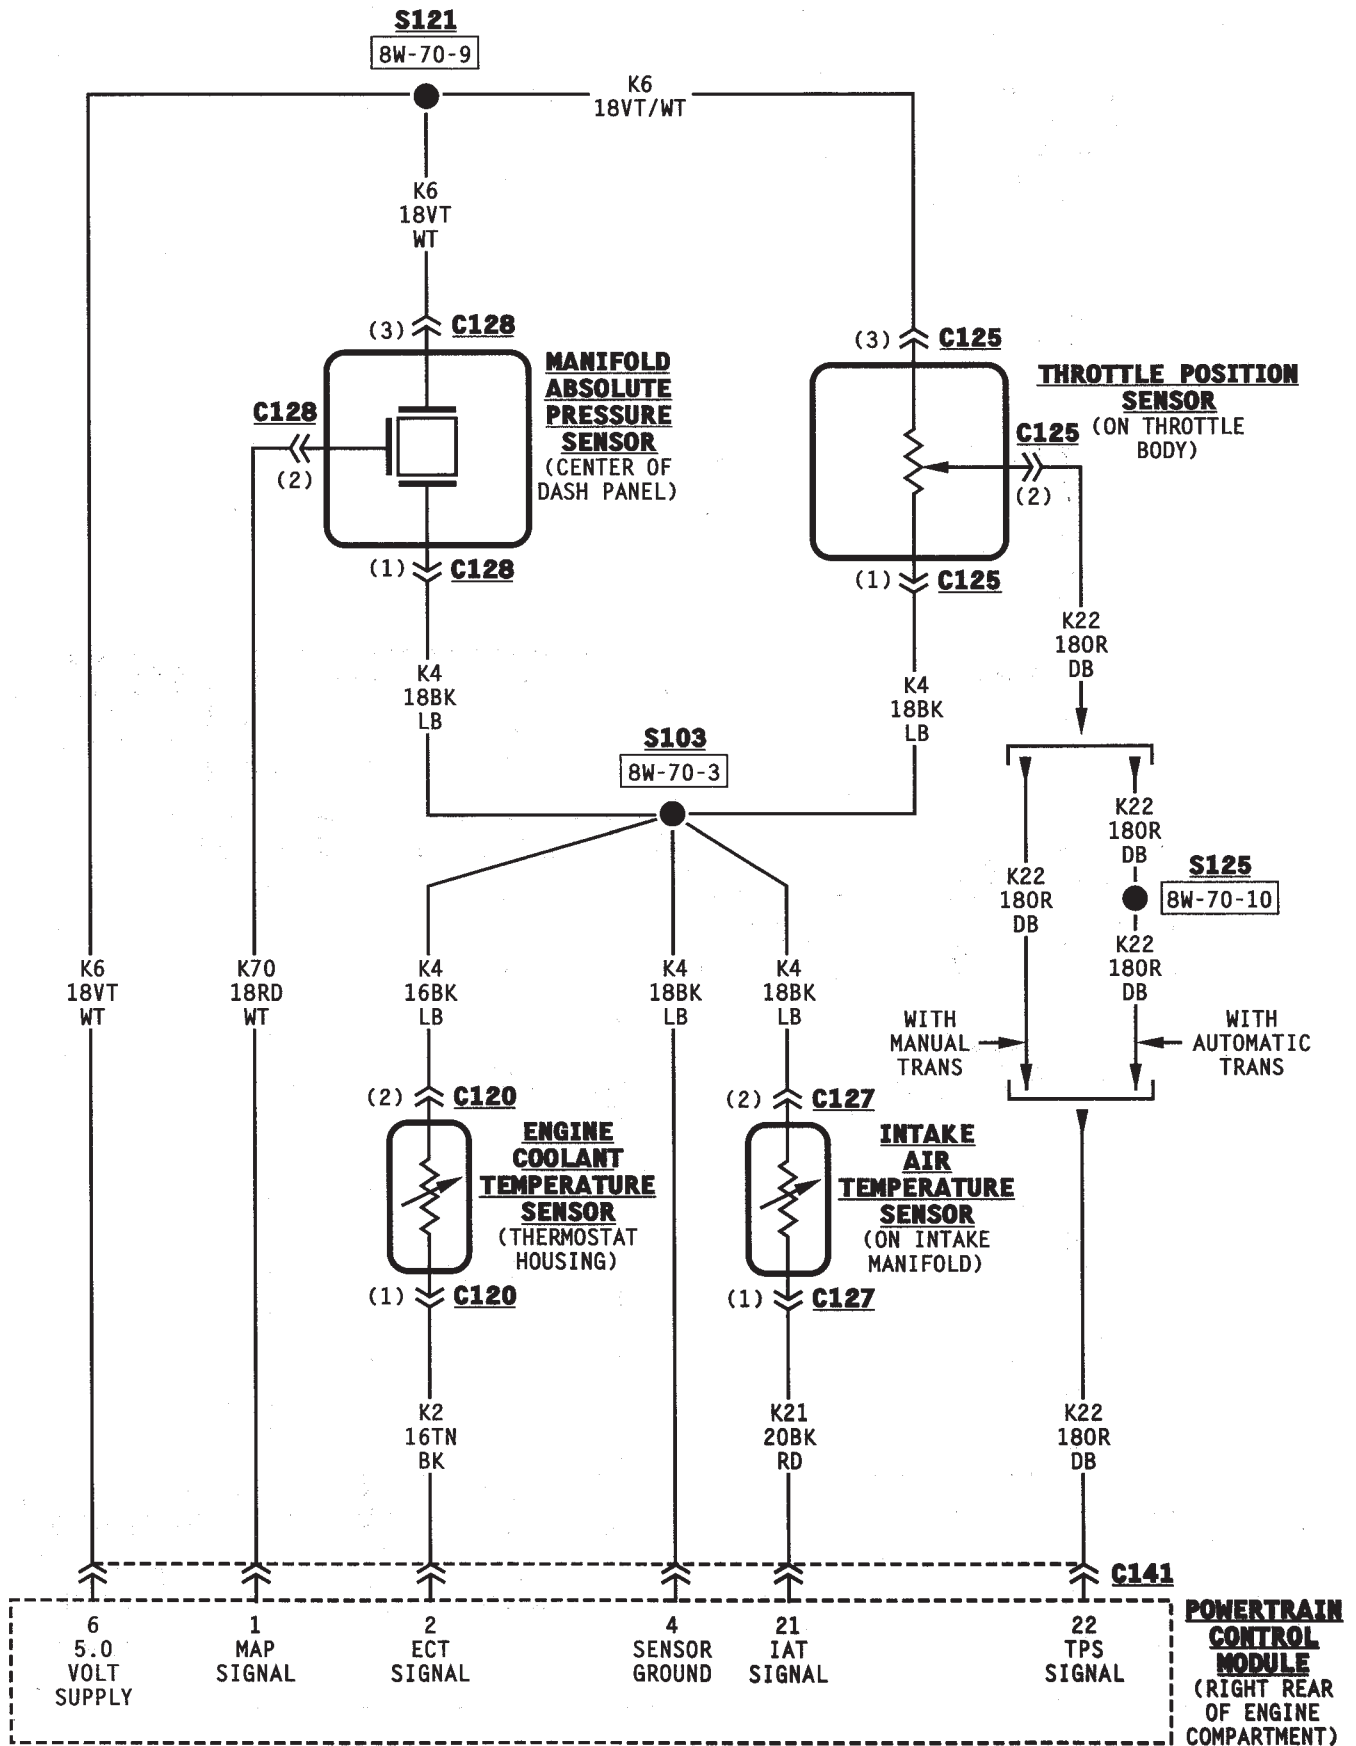 S121
8W-70-9
K6
18VT/WT
K6
18VT
WT
(3) C128
(3) C125
MANIFOLD
ABSOLUTE
PRESSURE
SENSOR
(CENTER OF
DASH PANEL)
THROTTLE POSITION
SENSOR
(ON THROTTLE
BODY)
C128
(2)
C125
(2)
(1) C128
(1) C125
K22
18OR
DB
K4
18BK
LB
K4
18BK
LB
S103
8W-70-3
K22
18OR
DB
S125
8W-70-10
K22
18OR
DB
K22
18OR
DB
K6
18VT
WT
K70
18RD
WT
K4
16BK
LB
K4
18BK
LB
K4
18BK
LB
WITH
MANUAL
TRANS
WITH
AUTOMATIC
TRANS
(2) C120
(2) C127
ENGINE
COOLANT
TEMPERATURE
SENSOR
(THERMOSTAT
HOUSING)
INTAKE
AIR
TEMPERATURE
SENSOR
(ON INTAKE
MANIFOLD)
(1) C120
(1) C127
K2
16TN
BK
K21
20BK
RD
K22
18OR
DB
C141
6
5.0
VOLT
SUPPLY
1
MAP
SIGNAL
2
ECT
SIGNAL
4
SENSOR
GROUND
21
IAT
SIGNAL
22
TPS
SIGNAL
POWERTRAIN
CONTROL
MODULE
(RIGHT REAR
OF ENGINE
COMPARTMENT)